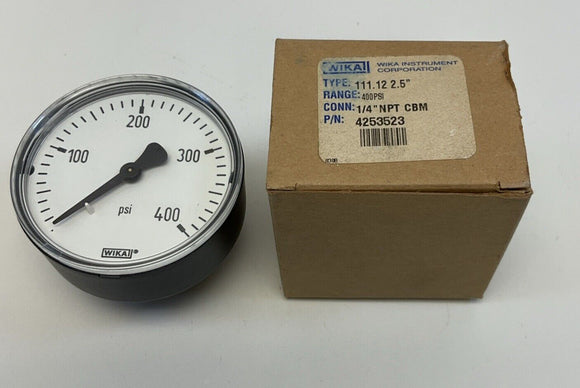 100
200
300
400
psi
WIKA
WIKA
WIKA INSTRUMENT
CORPORATION
TYPE: 111.12 2.5"
RANGE: 400PSI
CONN: 1/4" NPT CBM
P/N: 4253523